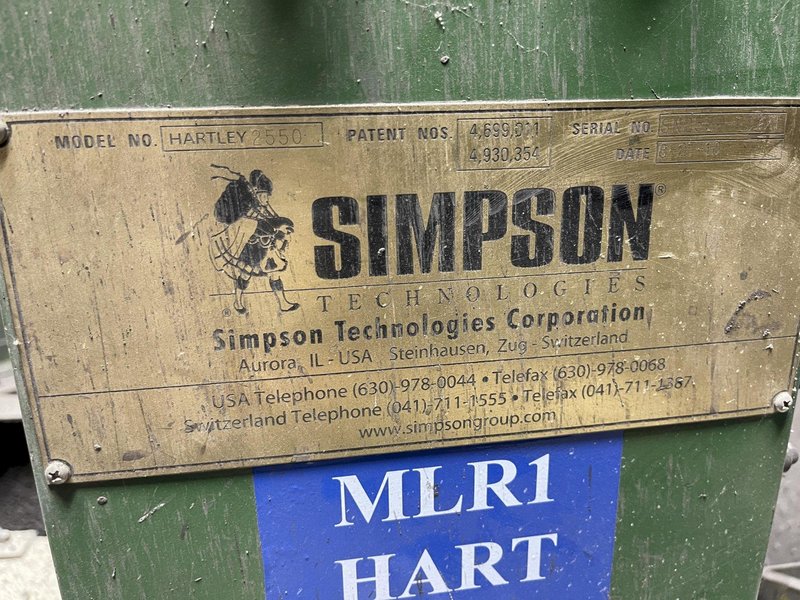 MODEL NO. HARTLEY 2550 PATENT NOS. 4,699,011 SERIAL NO.
4,930,354 DATE
SIMPSON®
TECHNOLOGIES
®
Simpson Technologies Corporation
Aurora, IL - USA Steinhausen, Zug - Switzerland
USA Telephone (630)-978-0044 • Telefax (630)-978-0068
Switzerland Telephone (041)-711-1555 • Telefax (041)-711-1387
www.simpsongroup.com
MLR1
HART